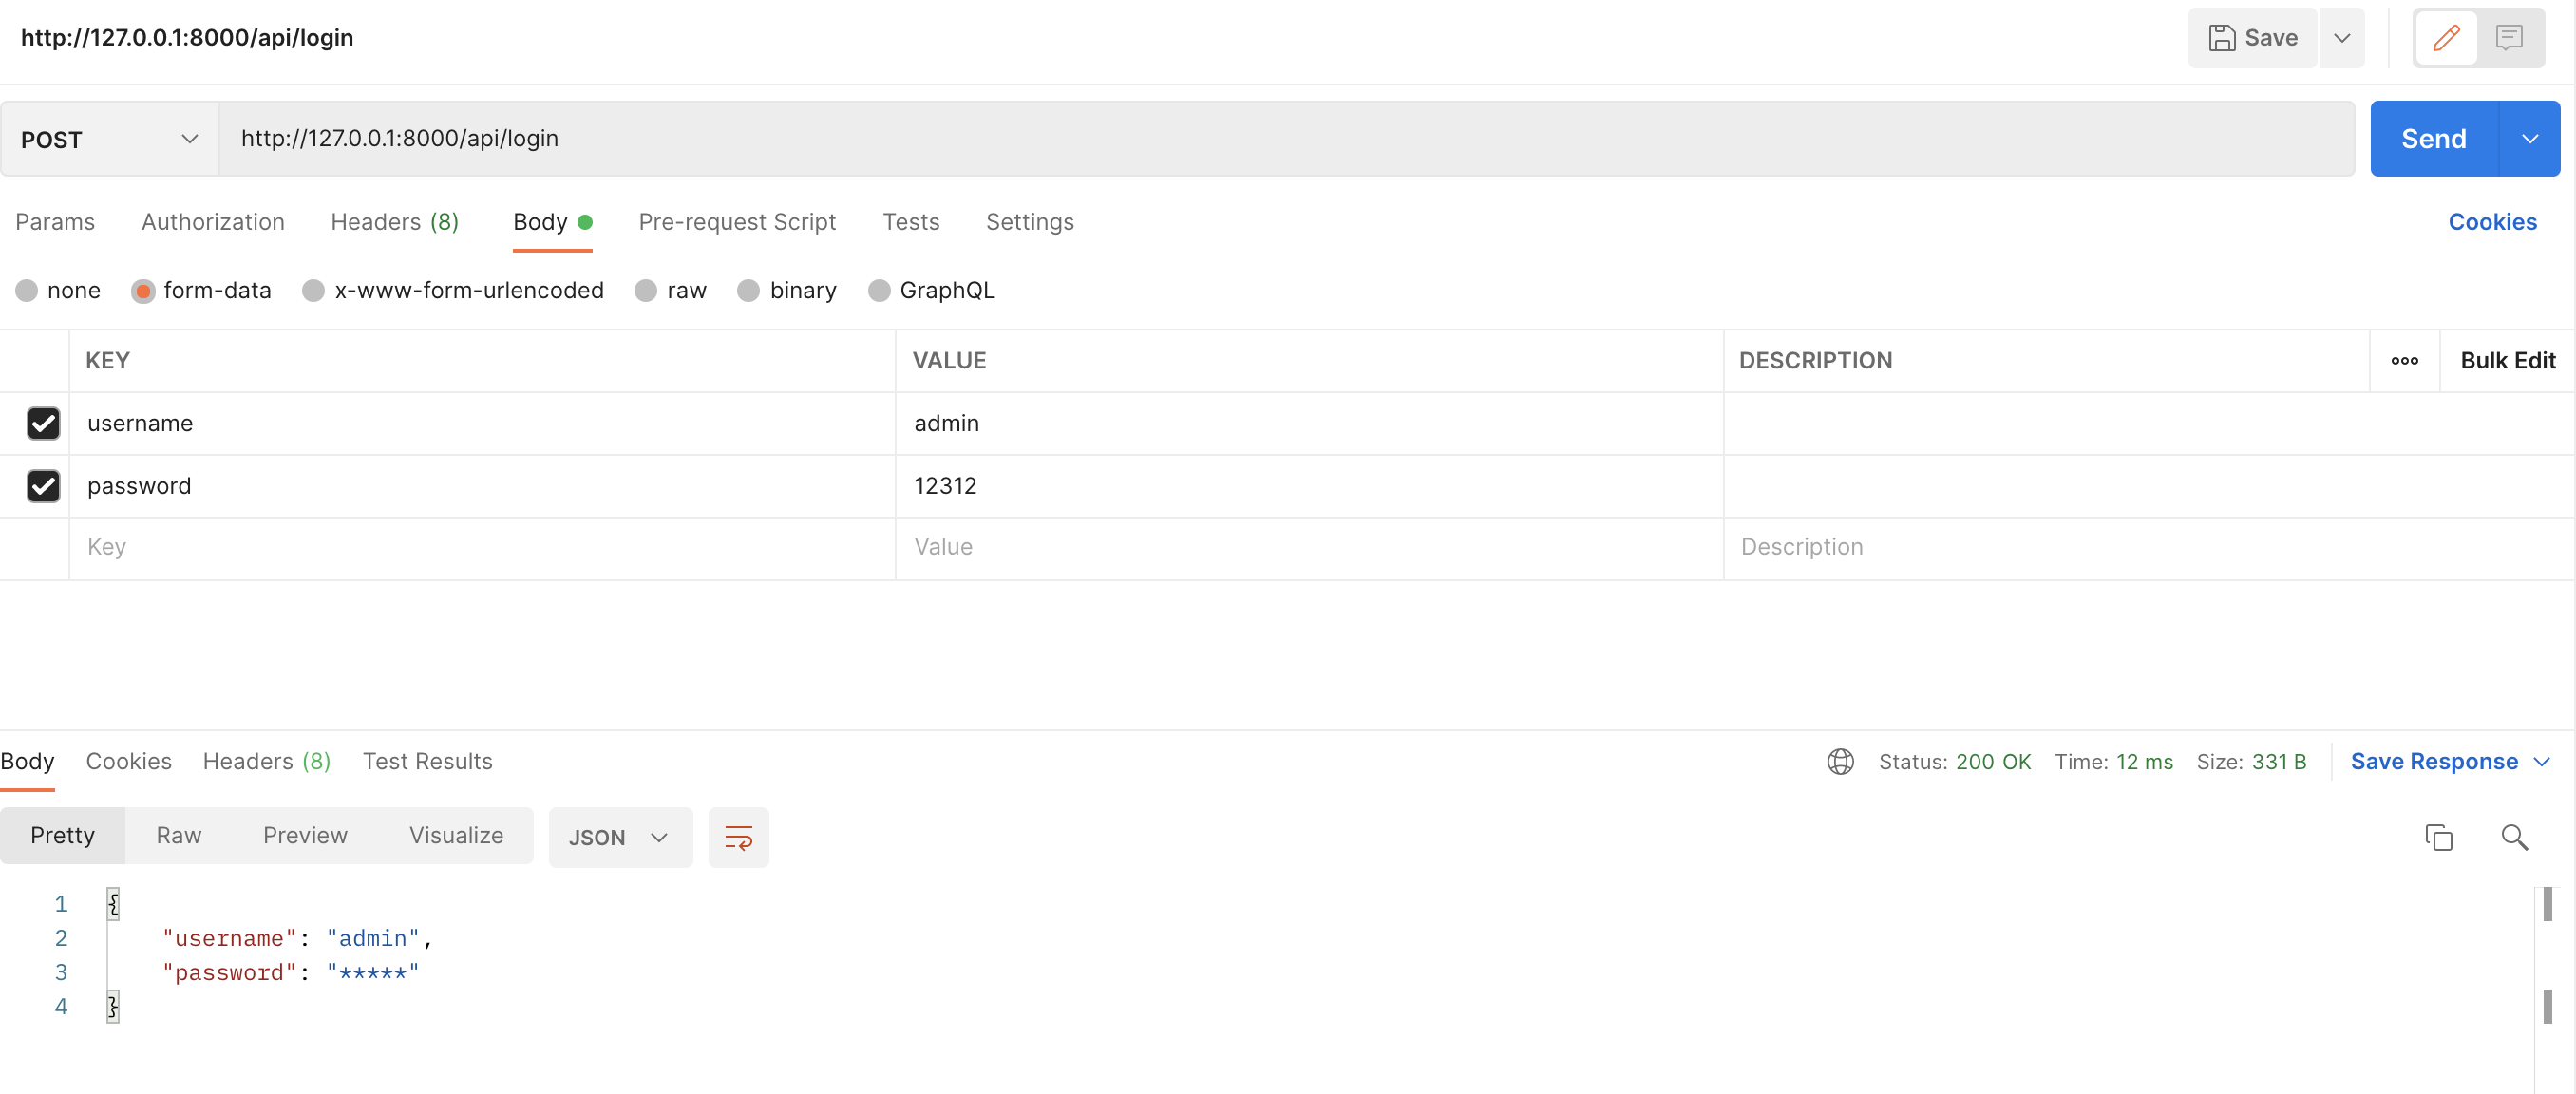 http://127.0.0.1:8000/api/login Save
POST http://127.0.0.1:8000/api/login Send
Params Authorization Headers (8) Body Pre-request Script Tests Settings Cookies
none form-data x-www-form-urlencoded raw binary GraphQL
KEY VALUE DESCRIPTION ooo Bulk Edit
username admin
password 12312
Key Value Description
Body Cookies Headers (8) Test Results Status: 200 OK Time: 12 ms Size: 331 B Save Response
Pretty Raw Preview Visualize JSON
1 {
2 "username": "admin",
3 "password": "*****"
4 }